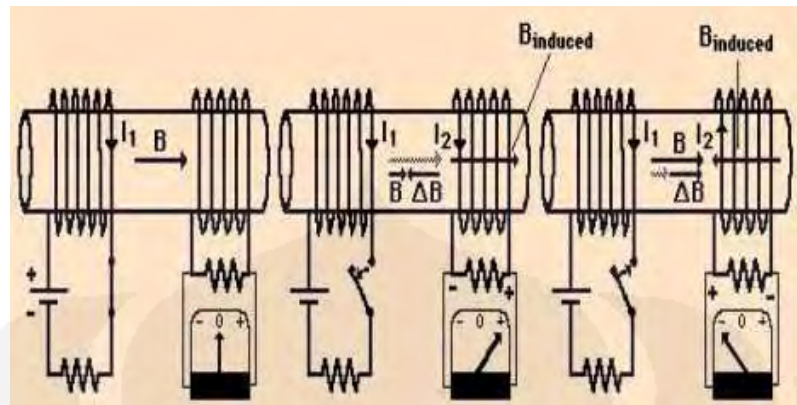 B induced
B induced
I1
B
I1
I2
B
ΔB
I1
B
I2
ΔB
+
-
- +
+ -
- 0 +
- 0 +
- 0 +